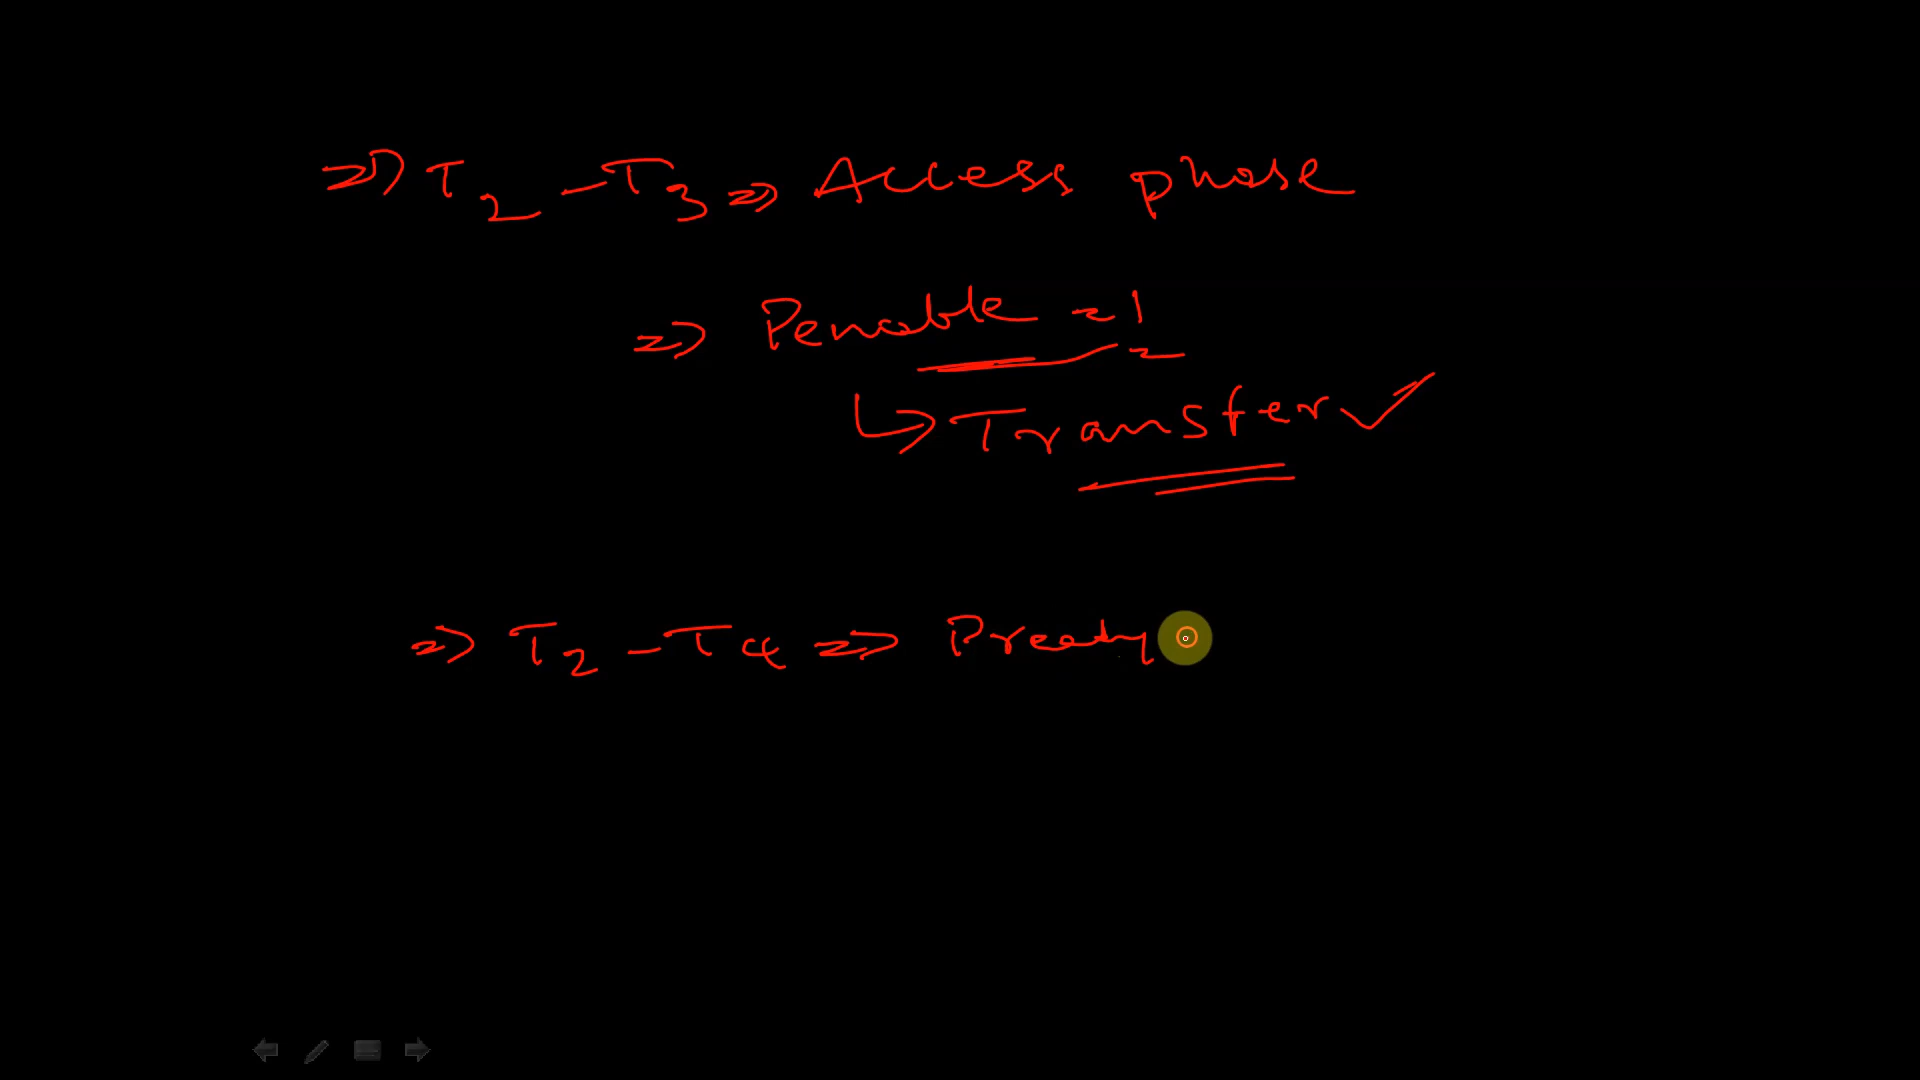 ⇒ T2 - T3 ⇒ Access phase
⇒ Penable = 1
↳ Transfer ✓
⇒ T2 - T4 ⇒ Pready